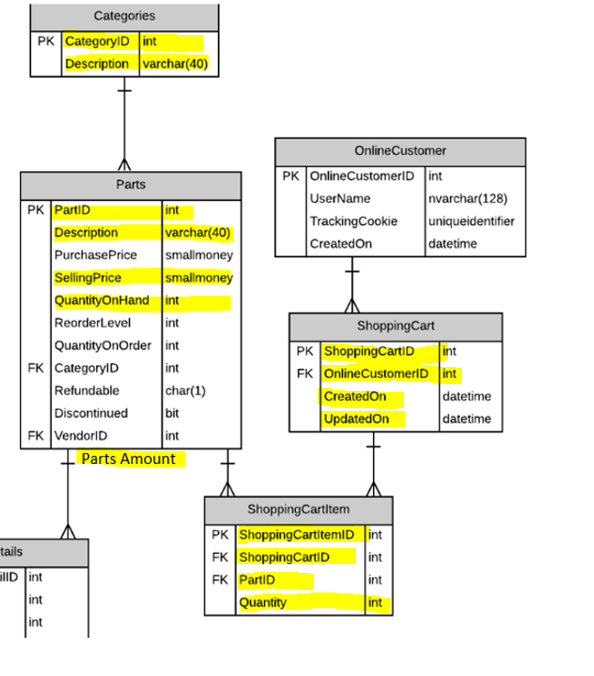 Categories
PK CategoryID int
Description varchar(40)
Parts
PK PartID int
Description varchar(40)
PurchasePrice smallmoney
SellingPrice smallmoney
QuantityOnHand int
ReorderLevel int
QuantityOnOrder int
FK CategoryID int
Refundable char(1)
Discontinued bit
FK VendorID int
Parts Amount
OnlineCustomer
PK OnlineCustomerID int
UserName nvarchar(128)
TrackingCookie uniqueidentifier
CreatedOn datetime
ShoppingCart
PK ShoppingCartID int
FK OnlineCustomerID int
CreatedOn datetime
UpdatedOn datetime
ShoppingCartItem
PK ShoppingCartItemID int
FK ShoppingCartID int
FK PartID int
Quantity int
tails
ilID int
int
int